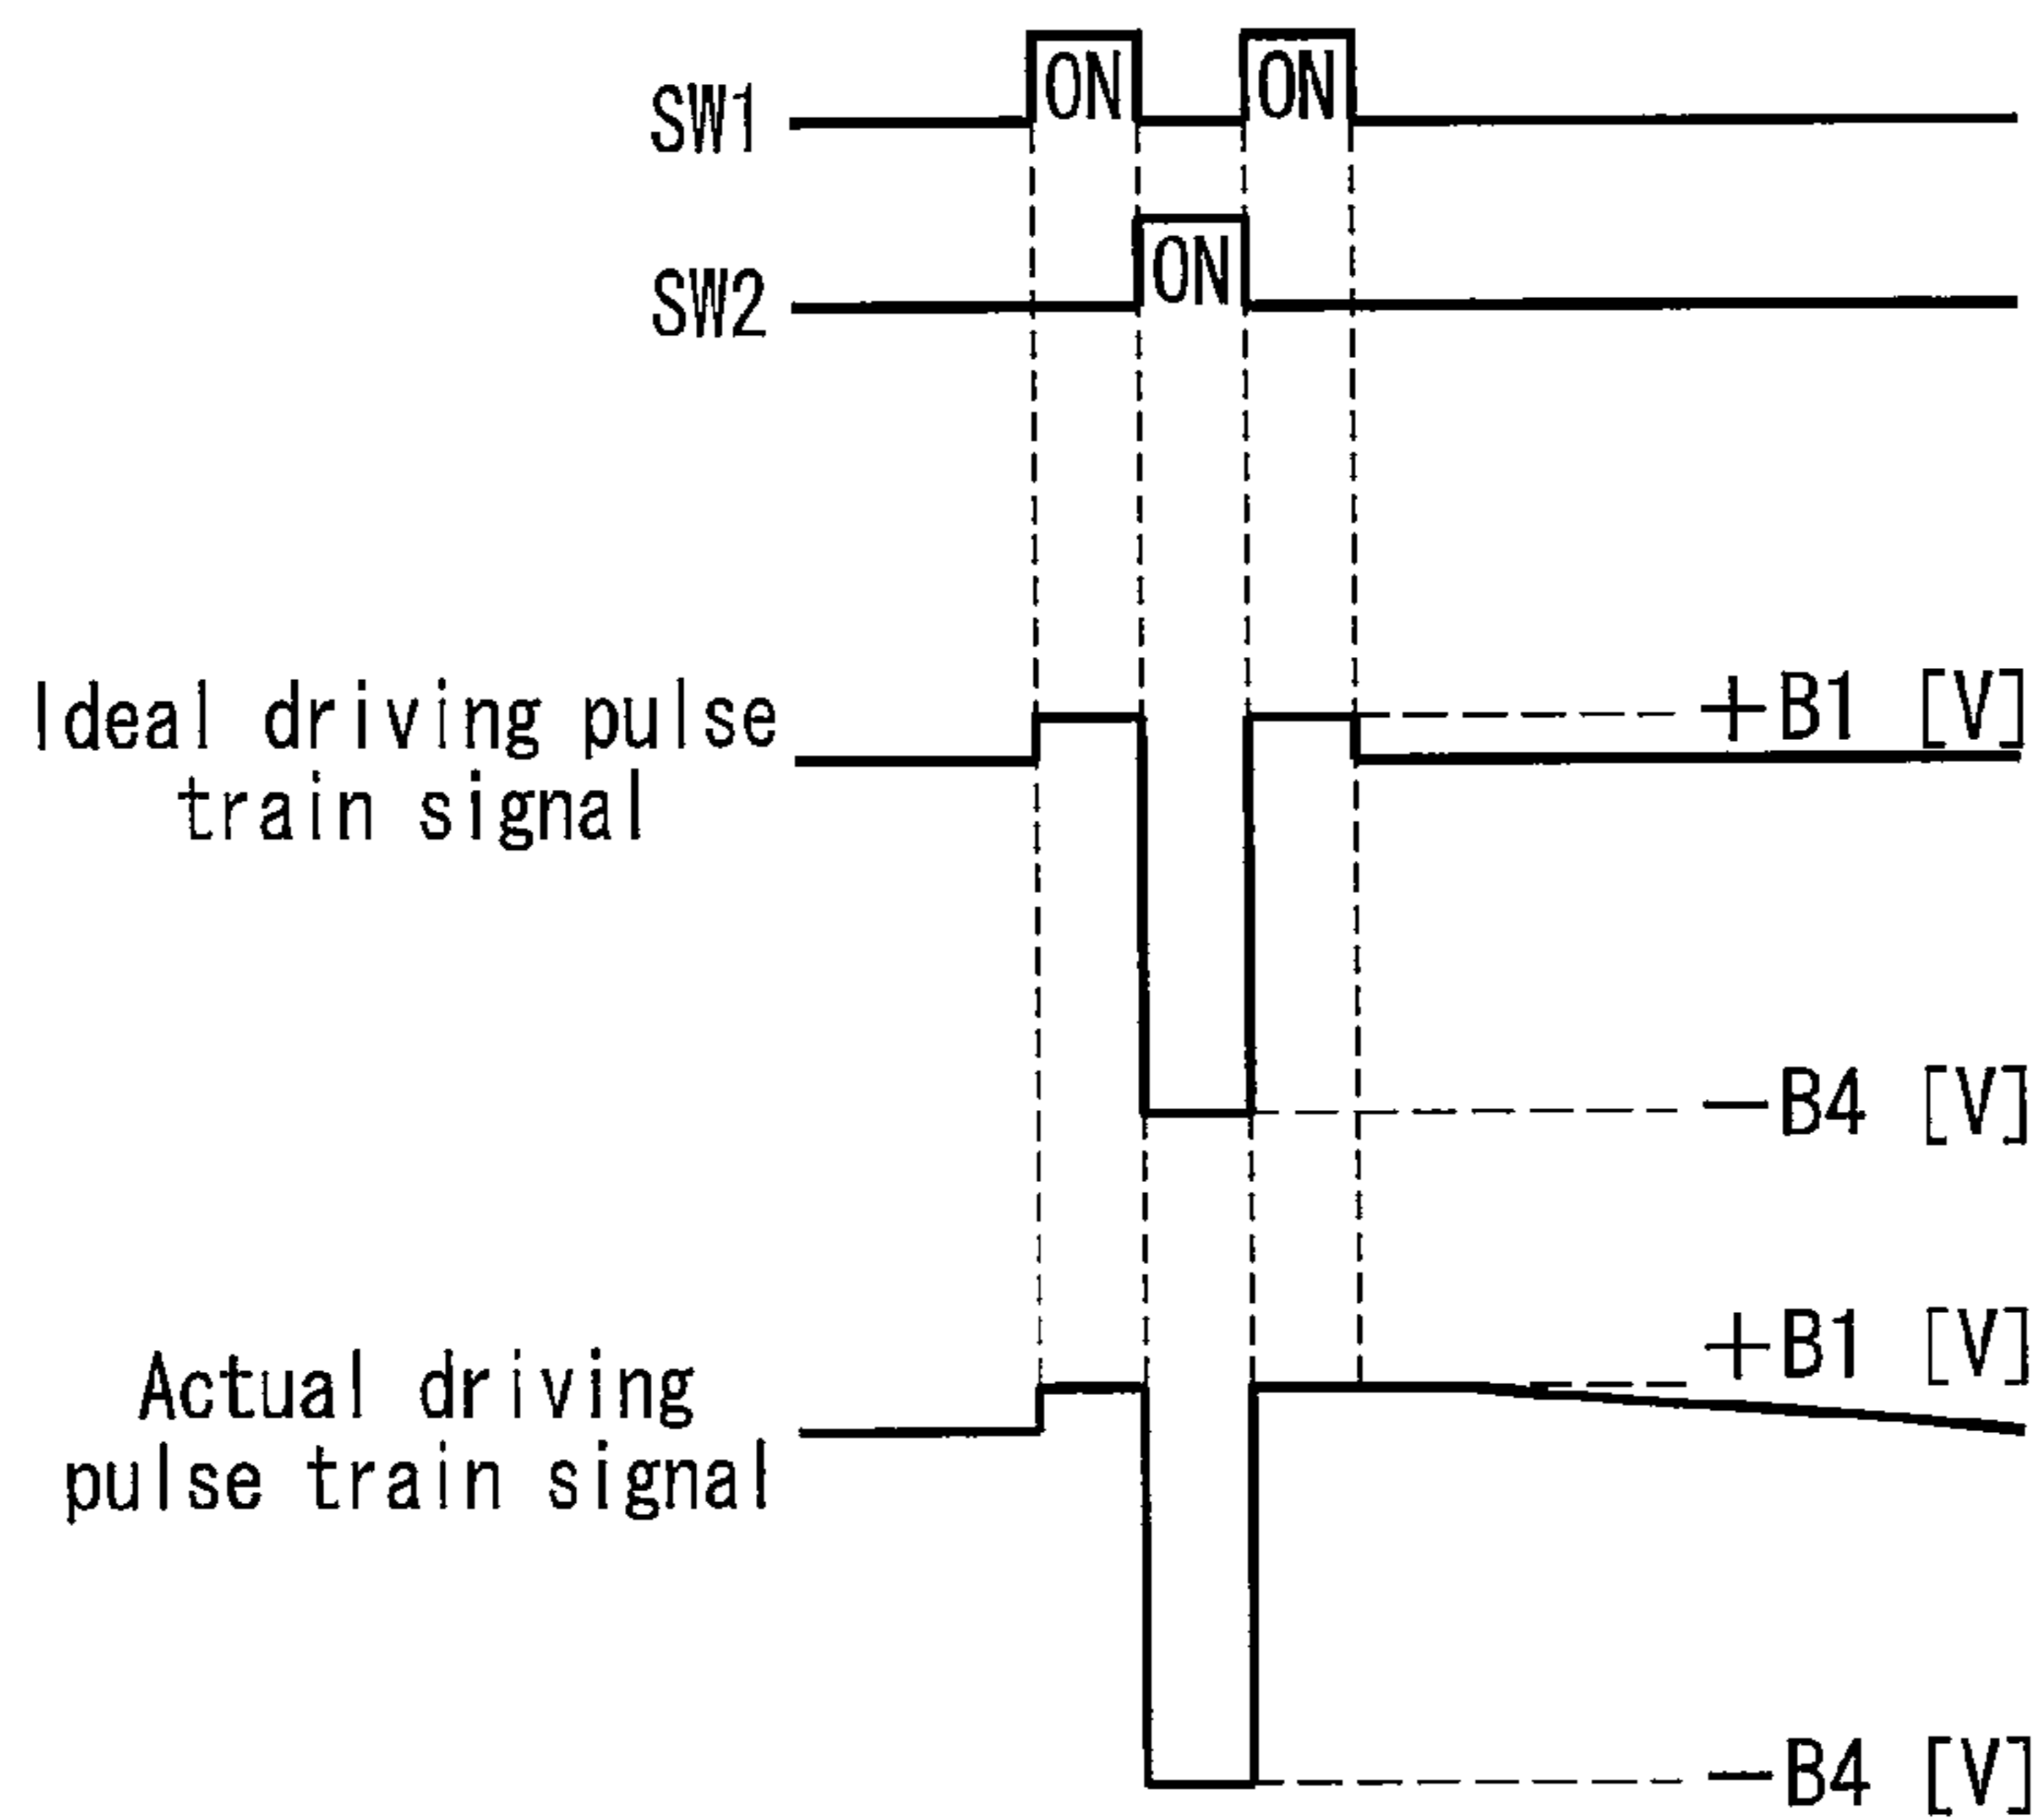 ON ON
SW1
ON
SW2
Ideal driving pulse
train signal
+B1 [V]
−B4 [V]
Actual driving
pulse train signal
+B1 [V]
−B4 [V]